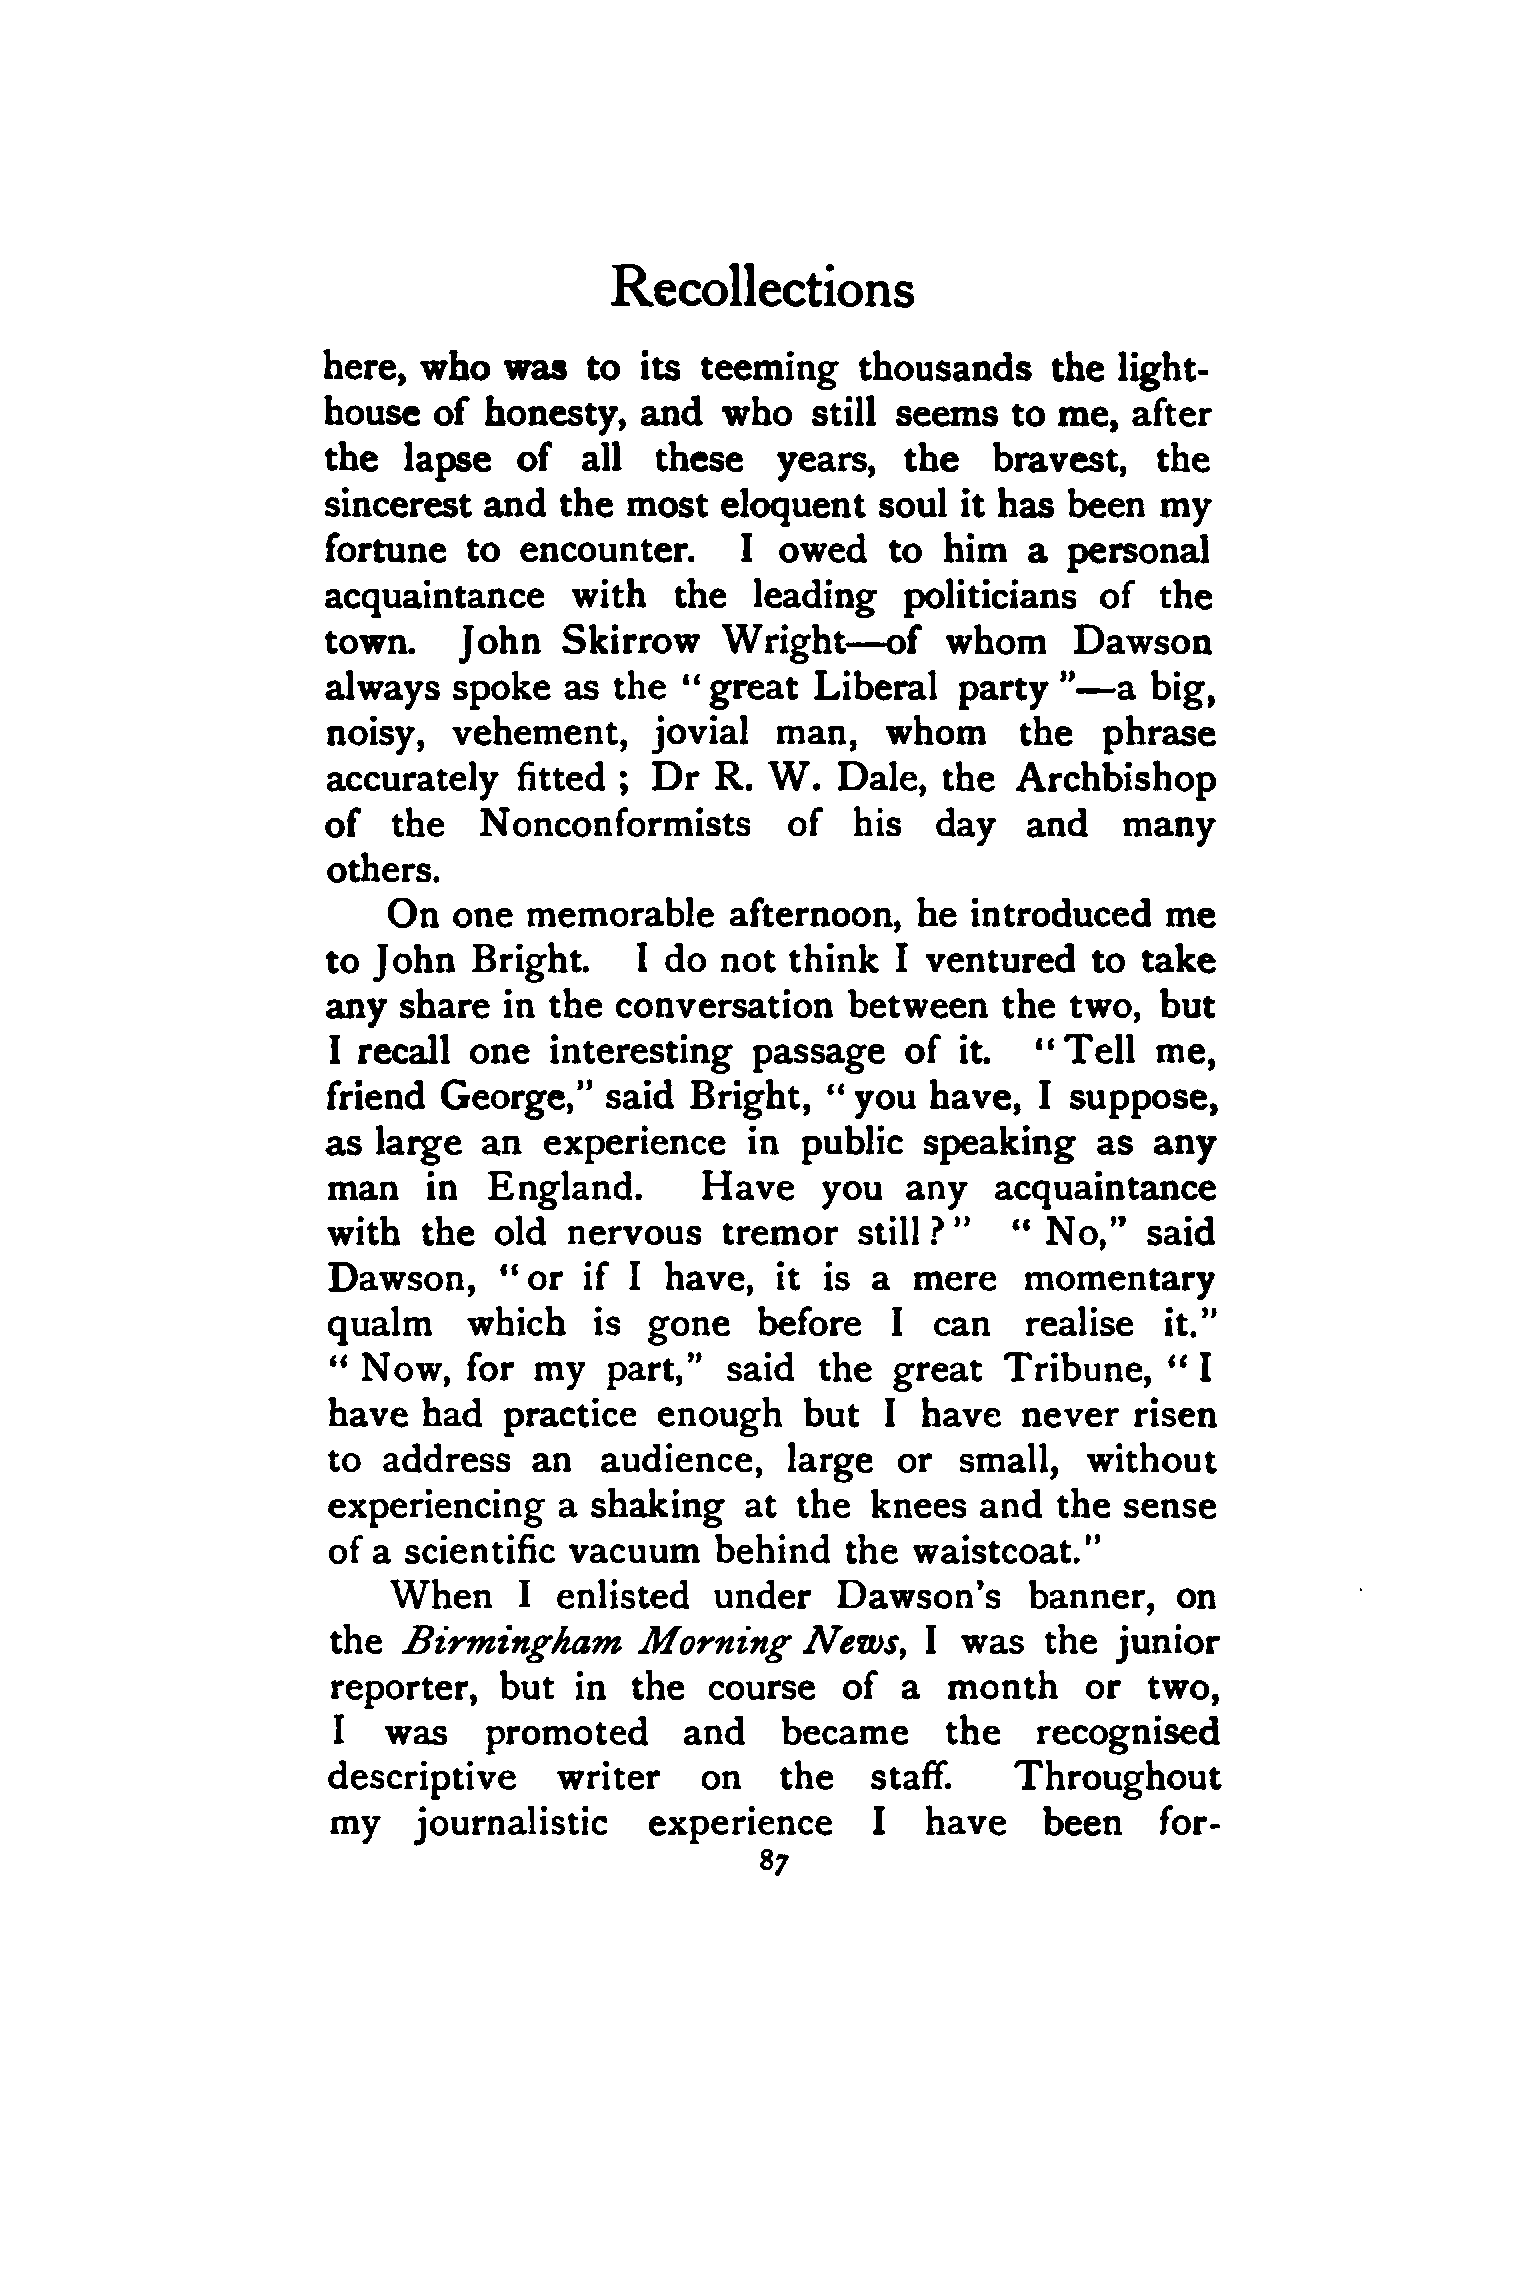 Recollections
here, who was to its teeming thousands the light-
house of honesty, and who still seems to me, after
the lapse of all these years, the bravest, the
sincerest and the most eloquent soul it has been my
fortune to encounter. I owed to him a personal
acquaintance with the leading politicians of the
town. John Skirrow Wright—of whom Dawson
always spoke as the "great Liberal party"—a big,
noisy, vehement, jovial man, whom the phrase
accurately fitted ; Dr R. W. Dale, the Archbishop
of the Nonconformists of his day and many
others.
On one memorable afternoon, he introduced me
to John Bright. I do not think I ventured to take
any share in the conversation between the two, but
I recall one interesting passage of it. "Tell me,
friend George," said Bright, "you have, I suppose,
as large an experience in public speaking as any
man in England. Have you any acquaintance
with the old nervous tremor still?" "No," said
Dawson, "or if I have, it is a mere momentary
qualm which is gone before I can realise it."
"Now, for my part," said the great Tribune, "I
have had practice enough but I have never risen
to address an audience, large or small, without
experiencing a shaking at the knees and the sense
of a scientific vacuum behind the waistcoat."
When I enlisted under Dawson's banner, on
the Birmingham Morning News, I was the junior
reporter, but in the course of a month or two,
I was promoted and became the recognised
descriptive writer on the staff. Throughout
my journalistic experience I have been for-
87